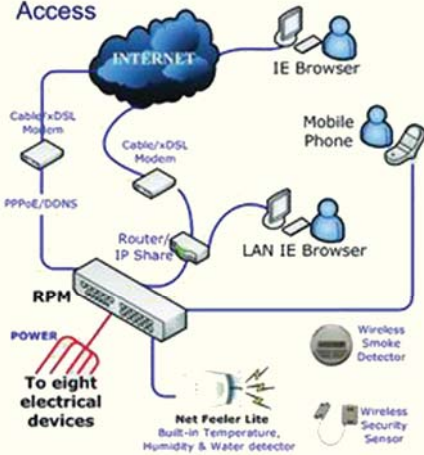 Access
INTERNET
IE Browser
Cable/xDSL
Modem
Cable/xDSL
Modem
Mobile
Phone
PPPoE/DDNS
Router/
IP Share
LAN IE Browser
RPM
POWER
To eight
electrical
devices
Wireless
Smoke
Detector
Net Feeler Lite
Built-in Temperature,
Humidity & Water detector
Wireless
Security
Sensor